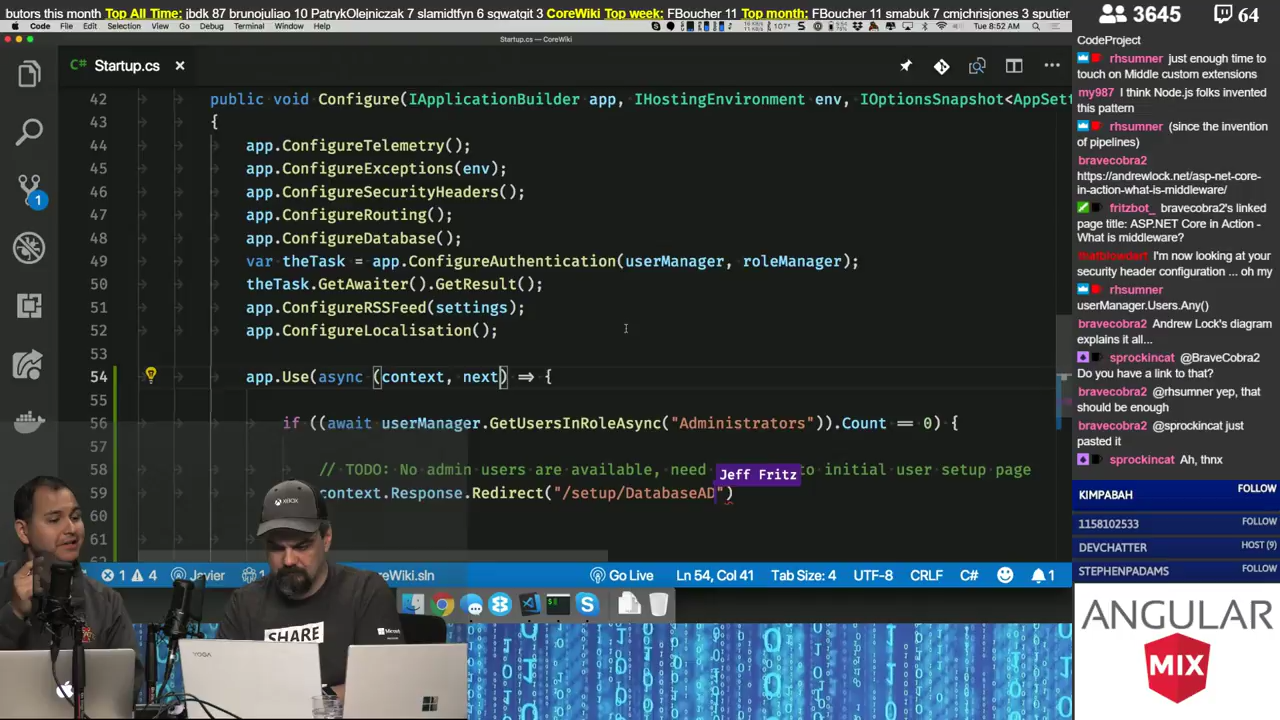 butors this month Top All Time: jbdk 87 brunojuliao 10 PatrykOlejniczak 7 slamidtfyn 6 sgwatgit 3 CoreWiki Top week: FBoucher 11 Top month: FBoucher 11 smabuk 7 cmjchrisjones 3 sputier
Code File Edit Selection View Go Debug Terminal Window Help
Tue 8:52 AM
Startup.cs — CoreWiki
Startup.cs
42 public void Configure(IApplicationBuilder app, IHostingEnvironment env, IOptionsSnapshot<AppSett
43 {
44 app.ConfigureTelemetry();
45 app.ConfigureExceptions(env);
46 app.ConfigureSecurityHeaders();
47 app.ConfigureRouting();
48 app.ConfigureDatabase();
49 var theTask = app.ConfigureAuthentication(userManager, roleManager);
50 theTask.GetAwaiter().GetResult();
51 app.ConfigureRSSFeed(settings);
52 app.ConfigureLocalisation();
53
54 app.Use(async (context, next) => {
55
56 if ((await userManager.GetUsersInRoleAsync("Administrators")).Count == 0) {
57
58 // TODO: No admin users are available, need to initial user setup page
Jeff Fritz
59 context.Response.Redirect("/setup/DatabaseAD")
60
61
1
1 4 Javier CoreWiki.sln Go Live Ln 54, Col 41 Tab Size: 4 UTF-8 CRLF C# 1
SHARE
Microsoft
YOGA
3645 64
CodeProject
rhsumner just enough time to
touch on Middle custom extensions
my987 I think Node.js folks invented
this pattern
rhsumner (since the invention
of pipelines)
bravecobra2
https://andrewlock.net/asp-net-core-
in-action-what-is-middleware/
fritzbot_ bravecobra2's linked
page title: ASP.NET Core in Action -
What is middleware?
I'm now looking at your
security header configuration ... oh my
rhsumner
userManager.Users.Any()
bravecobra2 Andrew Lock's diagram
explains it all...
sprockincat @BraveCobra2
Do you have a link to that?
bravecobra2 @rhsumner yep, that
should be enough
bravecobra2 @sprockincat just
pasted it
sprockincat Ah, thnx
KIMPABAH FOLLOW
1158102533 FOLLOW
DEVCHATTER HOST (9)
STEPHENPADAMS FOLLOW
ANGULAR
MIX